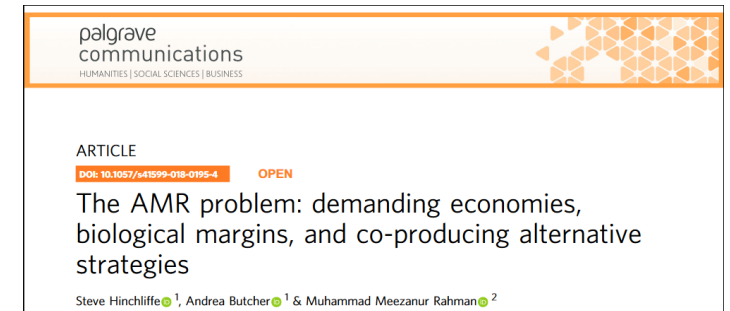 palgrave
communications
HUMANITIES | SOCIAL SCIENCES | BUSINESS
ARTICLE
DOI: 10.1057/s41599-018-0195-4 OPEN
The AMR problem: demanding economies,
biological margins, and co-producing alternative
strategies
Steve Hinchliffe 1, Andrea Butcher 1 & Muhammad Meezanur Rahman 2